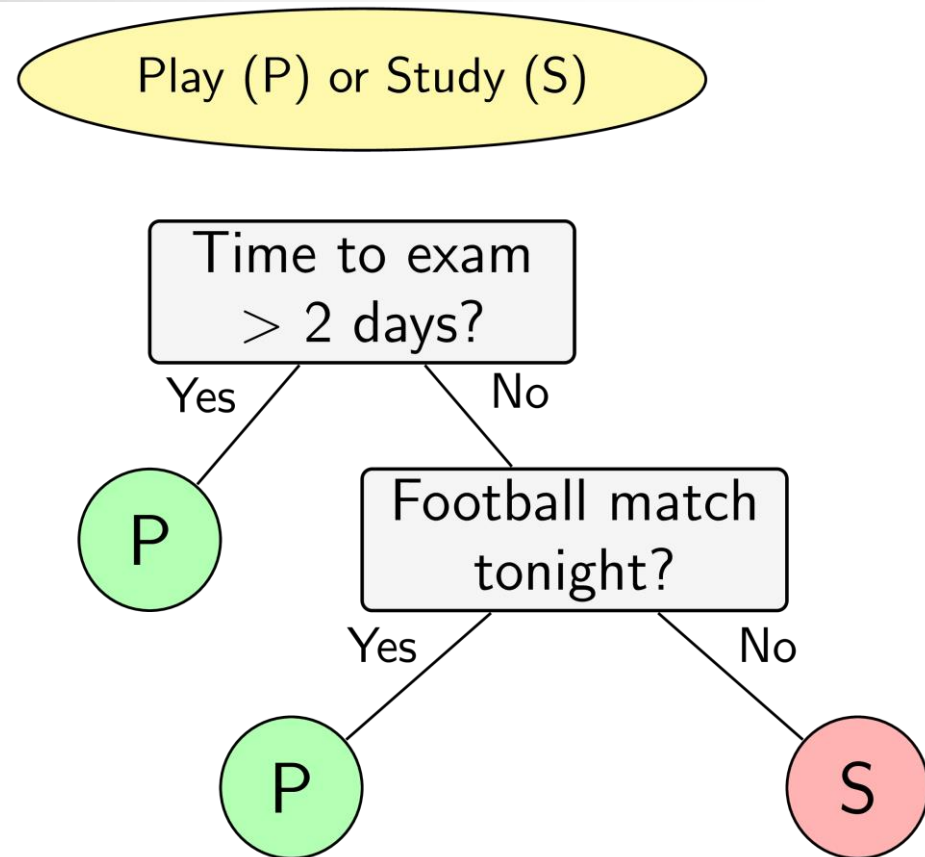 Play (P) or Study (S)
Time to exam
> 2 days?
Yes
No
P
Football match
tonight?
Yes
No
P
S